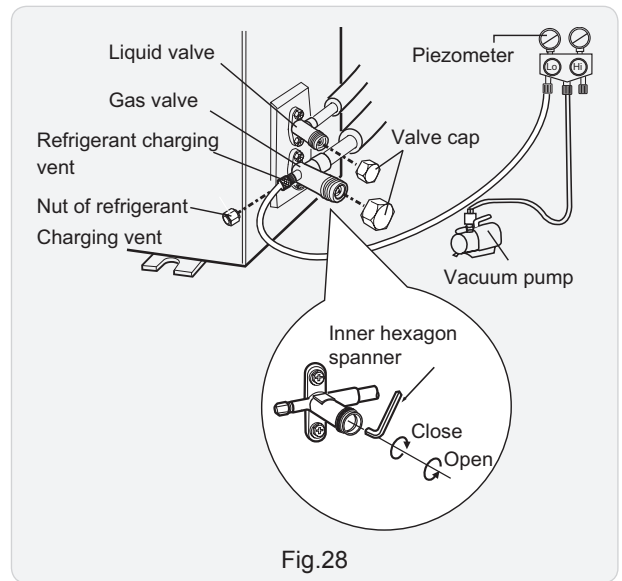 Liquid valve
Gas valve
Refrigerant charging
vent
Nut of refrigerant
Charging vent
Piezometer
Lo
Hi
Valve cap
Vacuum pump
Inner hexagon
spanner
Close
Open
Fig.28